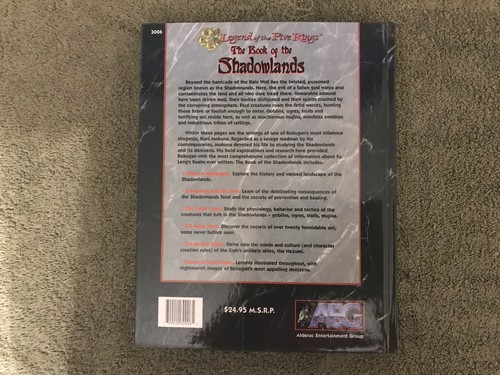 3006
Legend of the Five Rings™
The Book of the
Shadowlands
Beyond the barricade of the Kaiu Wall lies the twisted, poisoned
region known as the Shadowlands. Here, the evil of a fallen god warps and
contaminates the land and all who dare tread there. Honorable samurai
here been driven mad, their bodies disfigured and their spirits crushed by
the corrupting atmosphere. Foul creatures roam the fetid wastes, hunting
those brave or foolish enough to enter. Goblins, ogres, trolls and
terrifying oni reside here, as well as mischievous mujina, mindless zombies
and industrious tribes of ratlings.
Within these pages are the writings of one of Rokugan's most infamous
shugenja, Kuni Mokuna. Regarded as a savage madman by his
contemporaries, Mokuna devoted his life to studying the Shadowlands
and its denizens. His bold explorations and research have provided
Rokugan with the most comprehensive collection of information about Fu
Leng's Realm ever written. The Book of the Shadowlands includes:
Explore the history and warped landscape of the
Shadowlands.
Learn of the debilitating consequences of
the Shadowlands Taint and the secrets of prevention and healing.
Study the physiology, behavior and tactics of the
creatures that lurk in the Shadowlands – goblins, ogres, trolls, mujina.
Discover the secrets of over twenty formidable oni,
some never before seen.
Delve into the minds and culture (and character
creation rules) of the Crab's unlikely allies, the Nezumi.
Lavishly illustrated throughout, with
nightmarish images of Rokugan's most appalling denizens.
$24.95 M.S.R.P.
AEG
Alderac Entertainment Group